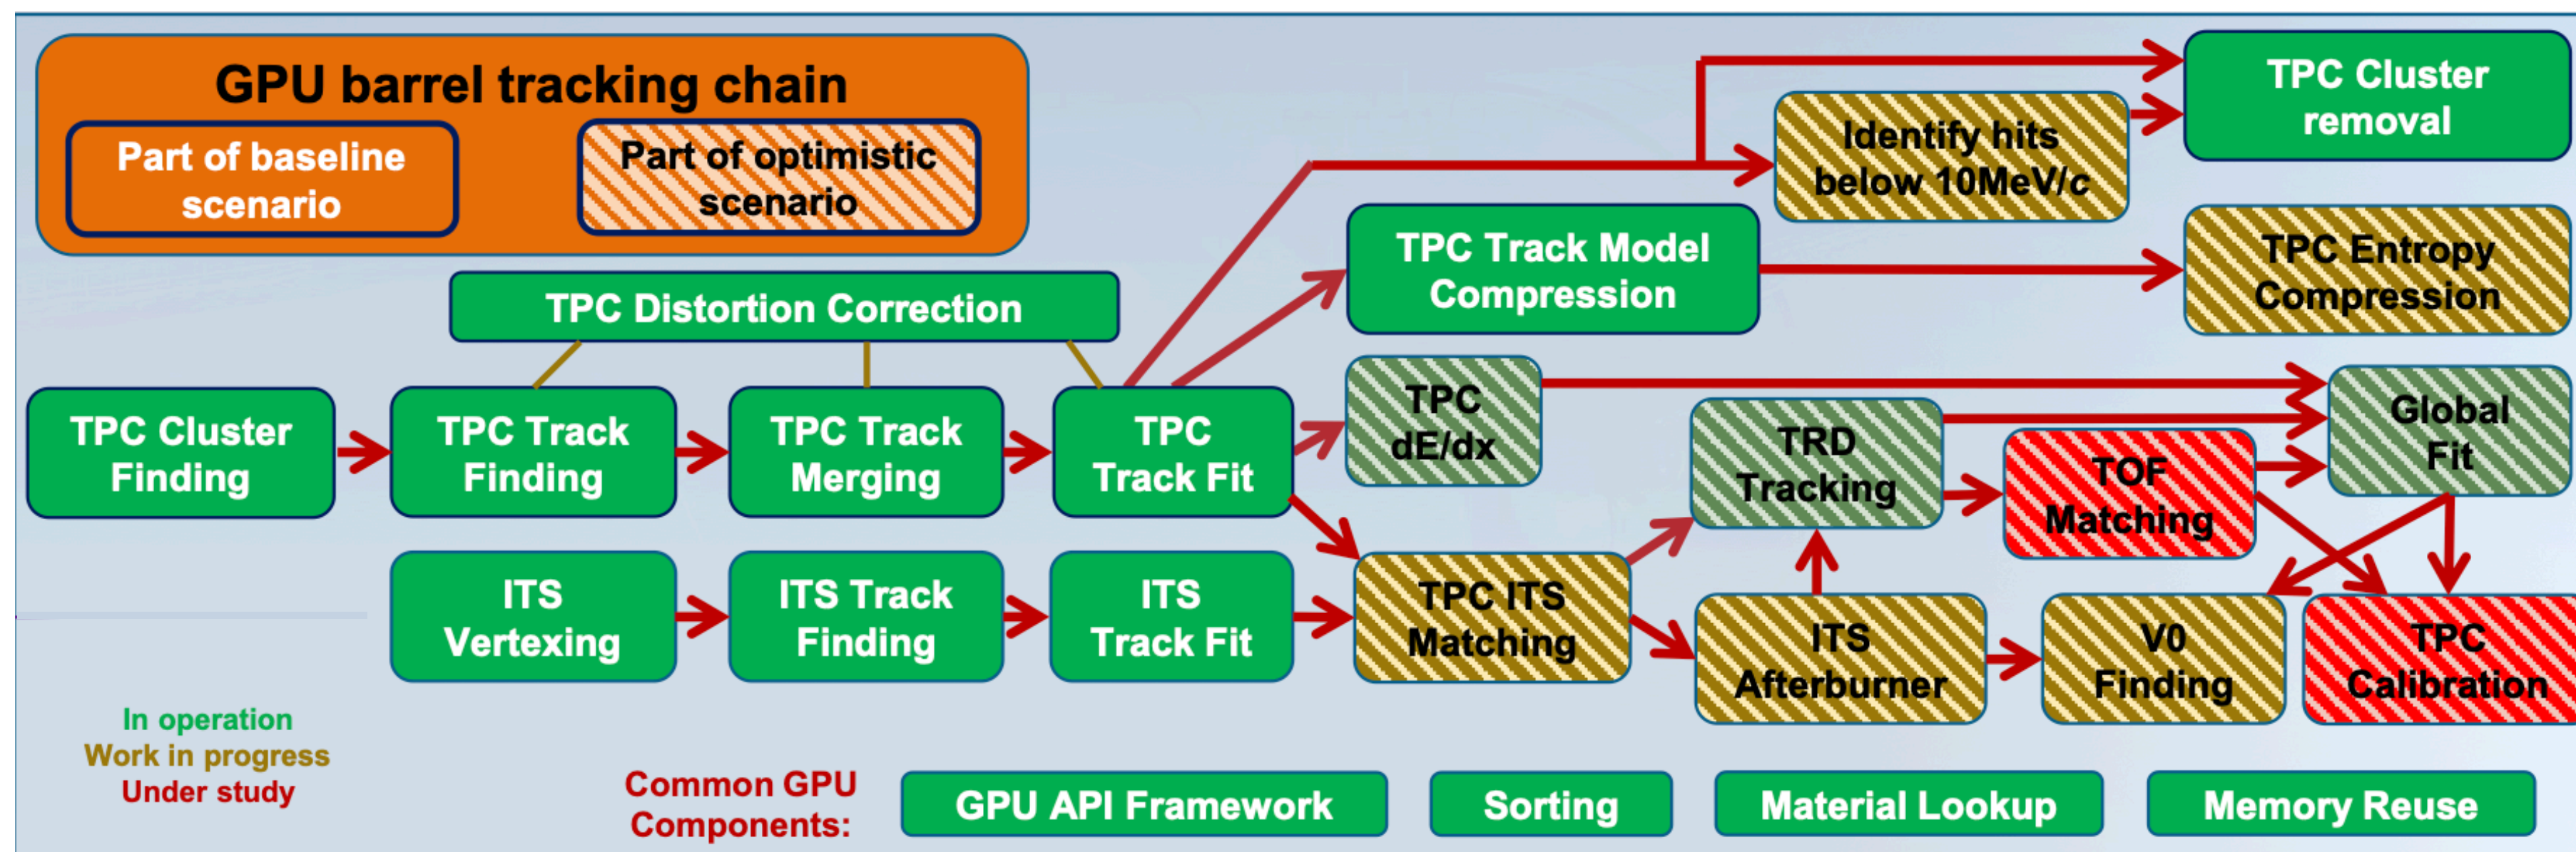 GPU barrel tracking chain
Part of baseline
scenario
Part of optimistic
scenario
TPC Cluster
removal
Identify hits
below 10MeV/c
TPC Track Model
Compression
TPC Entropy
Compression
TPC Distortion Correction
TPC Cluster
Finding
TPC Track
Finding
TPC Track
Merging
TPC
Track Fit
TPC
dE/dx
TRD
Tracking
TOF
Matching
Global
Fit
ITS
Vertexing
ITS Track
Finding
ITS
Track Fit
TPC ITS
Matching
ITS
Afterburner
V0
Finding
TPC
Calibration
In operation
Work in progress
Under study
Common GPU
Components:
GPU API Framework
Sorting
Material Lookup
Memory Reuse